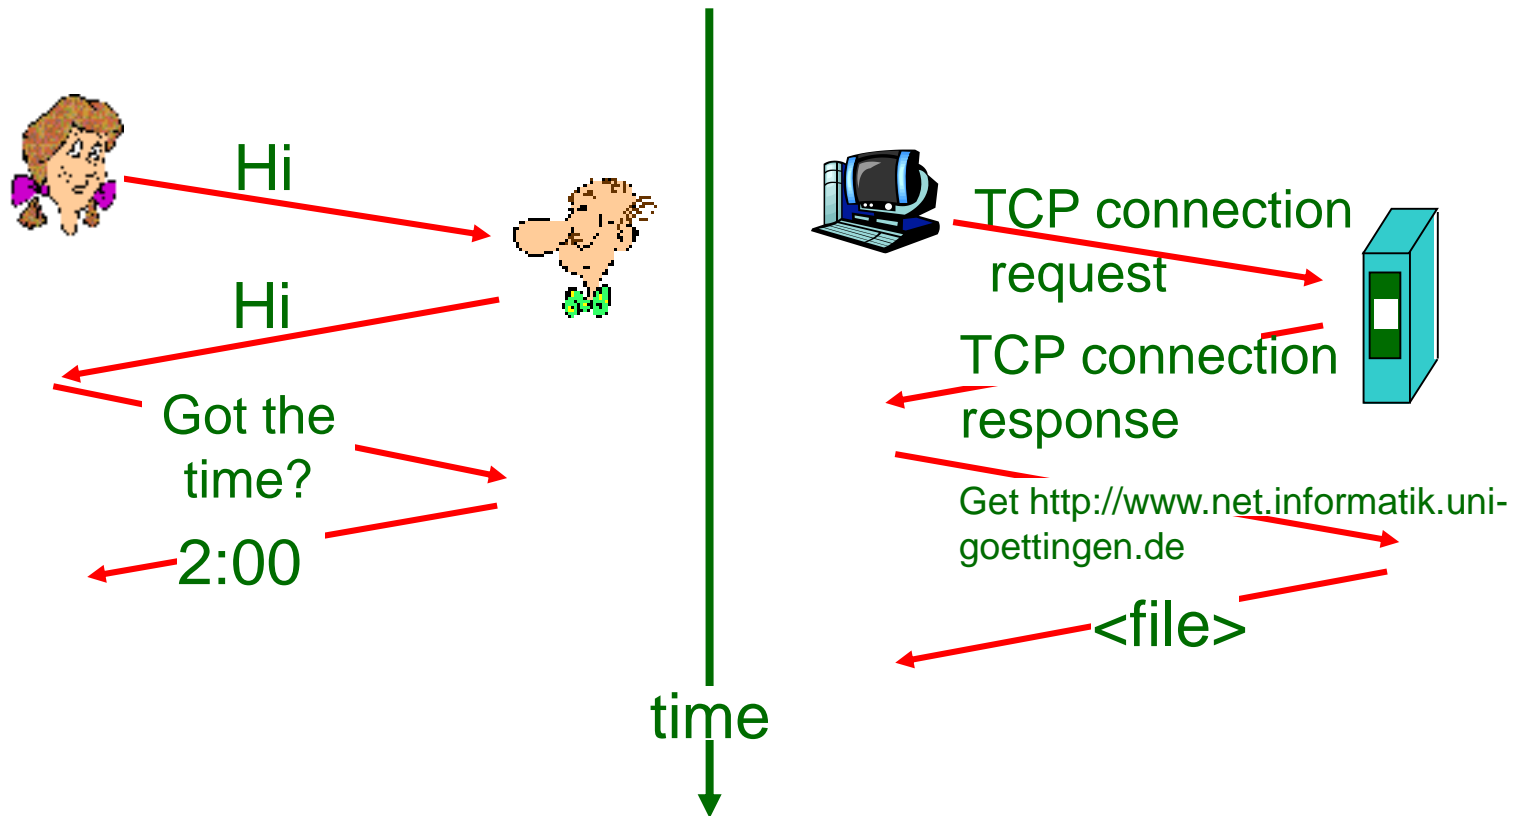 Hi
Hi
Got the
time?
2:00
time
TCP connection
request
TCP connection
response
Get http://www.net.informatik.uni-
goettingen.de
<file>